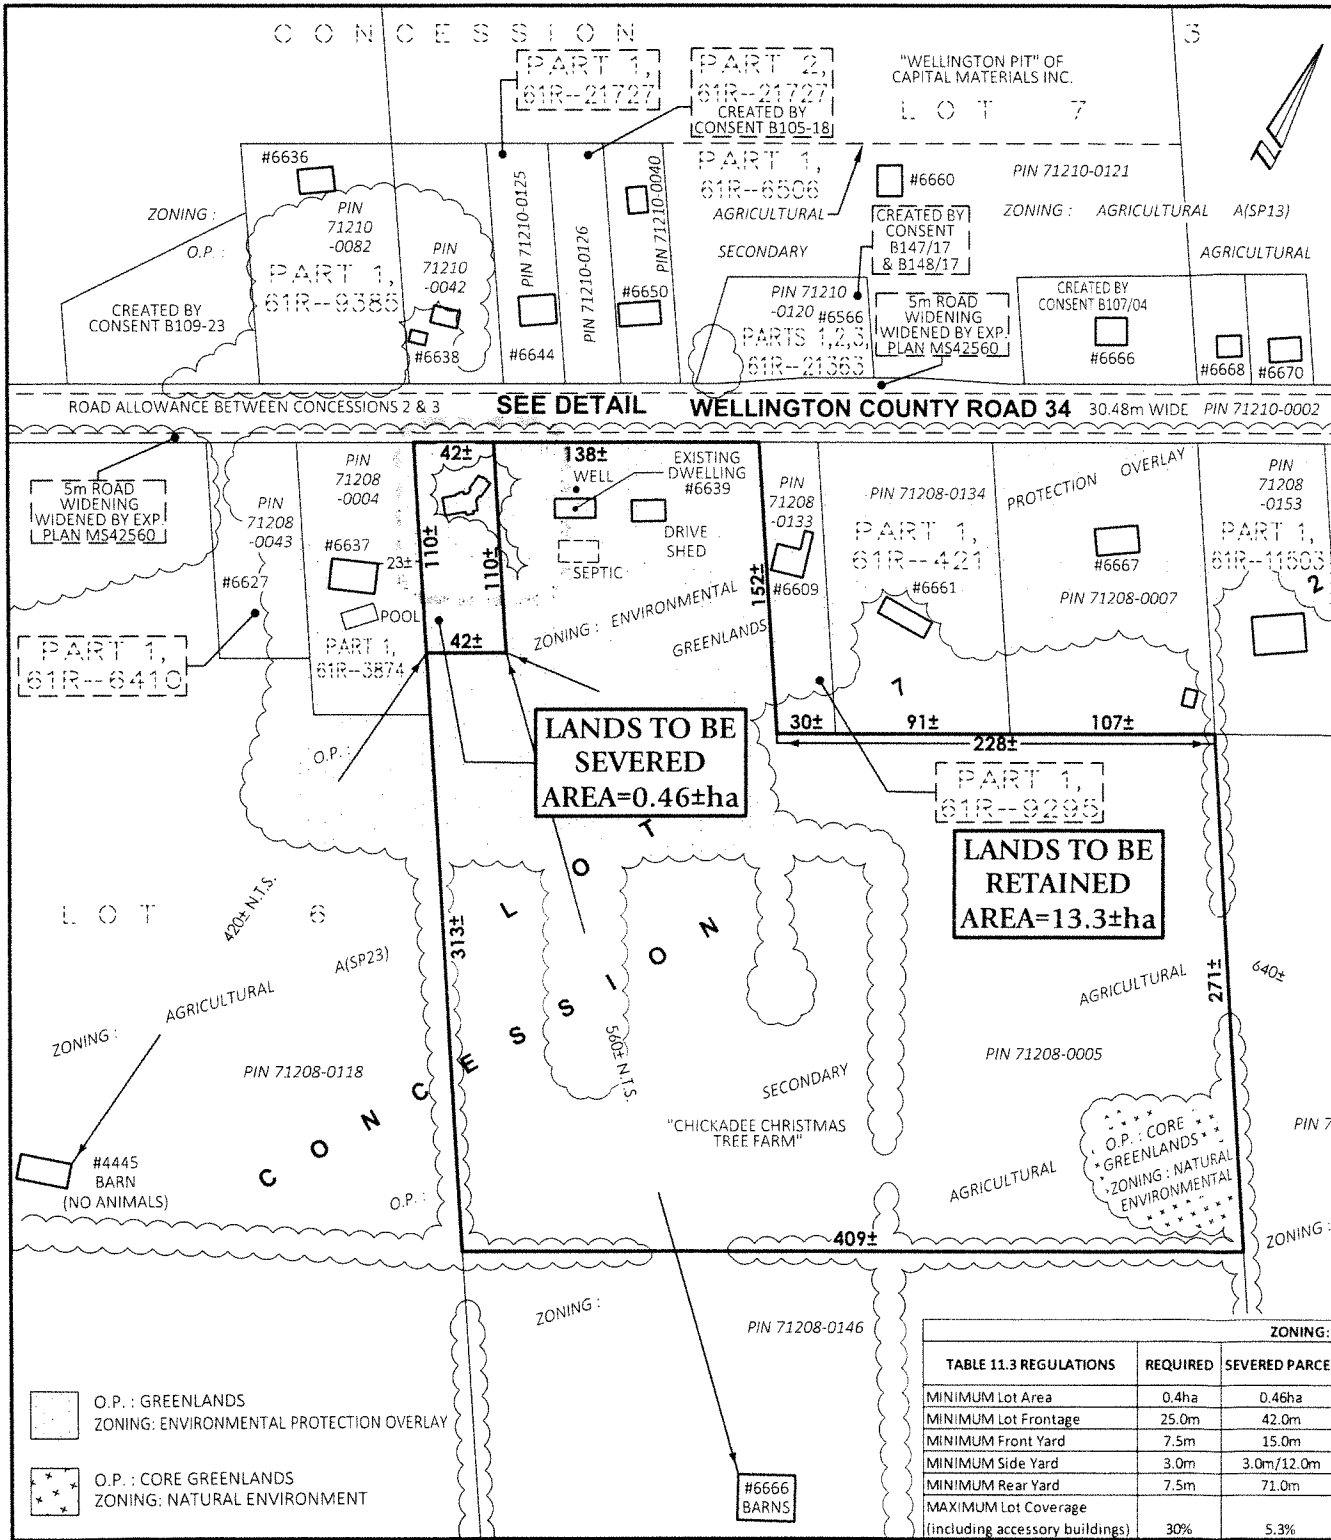 CONCESSION
3
PART 1,
61R--21727
PART 2,
61R--21727
CREATED BY
CONSENT B105-18
"WELLINGTON PIT" OF
CAPITAL MATERIALS INC.
LOT 7
#6636
ZONING :
O.P. :
PIN
71210
-0082
PART 1,
61R--9385
CREATED BY
CONSENT B109-23
PIN
71210
-0042
#6638
PIN 71210-0125
#6644
PIN 71210-0126
PIN 71210-0040
#6650
PART 1,
61R--6506
AGRICULTURAL
SECONDARY
#6660
PIN 71210-0121
ZONING : AGRICULTURAL A(SP13)
AGRICULTURAL
CREATED BY
CONSENT
B147/17
& B148/17
PIN 71210
-0120 #6566
PARTS 1,2,3,
61R--21363
5m ROAD
WIDENING
WIDENED BY EXP.
PLAN MS42560
CREATED BY
CONSENT B107/04
#6666
#6668
#6670
ROAD ALLOWANCE BETWEEN CONCESSIONS 2 & 3
SEE DETAIL
WELLINGTON COUNTY ROAD 34
30.48m WIDE
PIN 71210-0002
5m ROAD
WIDENING
WIDENED BY EXP.
PLAN MS42560
PIN
71208
-0043
#6627
PART 1,
61R--6410
PIN
71208
-0004
#6637
23±
POOL
PART 1,
61R--3874
42±
110±
110±
42±
138±
WELL
EXISTING
DWELLING
#6639
DRIVE
SHED
SEPTIC
ZONING : ENVIRONMENTAL
GREENLANDS
152±
PIN
71208
-0133
#6609
PIN 71208-0134
PART 1,
61R--421
#6661
PROTECTION OVERLAY
#6667
PIN 71208-0007
PIN
71208
-0153
PART 1,
61R--11503
2
7
30±
91±
107±
228±
O.P. :
LANDS TO BE
SEVERED
AREA=0.46±ha
PART 1,
61R--9295
LANDS TO BE
RETAINED
AREA=13.3±ha
LOT
CONCESSION
LOT 6
420± N.T.S.
313±
A(SP23)
ZONING :
AGRICULTURAL
PIN 71208-0118
560± N.T.S.
271±
640±
AGRICULTURAL
PIN 71208-0005
SECONDARY
"CHICKADEE CHRISTMAS
TREE FARM"
AGRICULTURAL
O.P. : CORE
GREENLANDS
ZONING : NATURAL
ENVIRONMENTAL
PIN 7
#4445
BARN
(NO ANIMALS)
O.P. :
409±
ZONING :
ZONING :
PIN 71208-0146
#6666
BARNS
O.P. : GREENLANDS
ZONING: ENVIRONMENTAL PROTECTION OVERLAY
O.P. : CORE GREENLANDS
ZONING: NATURAL ENVIRONMENT
ZONING:
TABLE 11.3 REGULATIONS REQUIRED SEVERED PARCE
MINIMUM Lot Area 0.4ha 0.46ha
MINIMUM Lot Frontage 25.0m 42.0m
MINIMUM Front Yard 7.5m 15.0m
MINIMUM Side Yard 3.0m 3.0m/12.0m
MINIMUM Rear Yard 7.5m 71.0m
MAXIMUM Lot Coverage
(including accessory buildings) 30% 5.3%